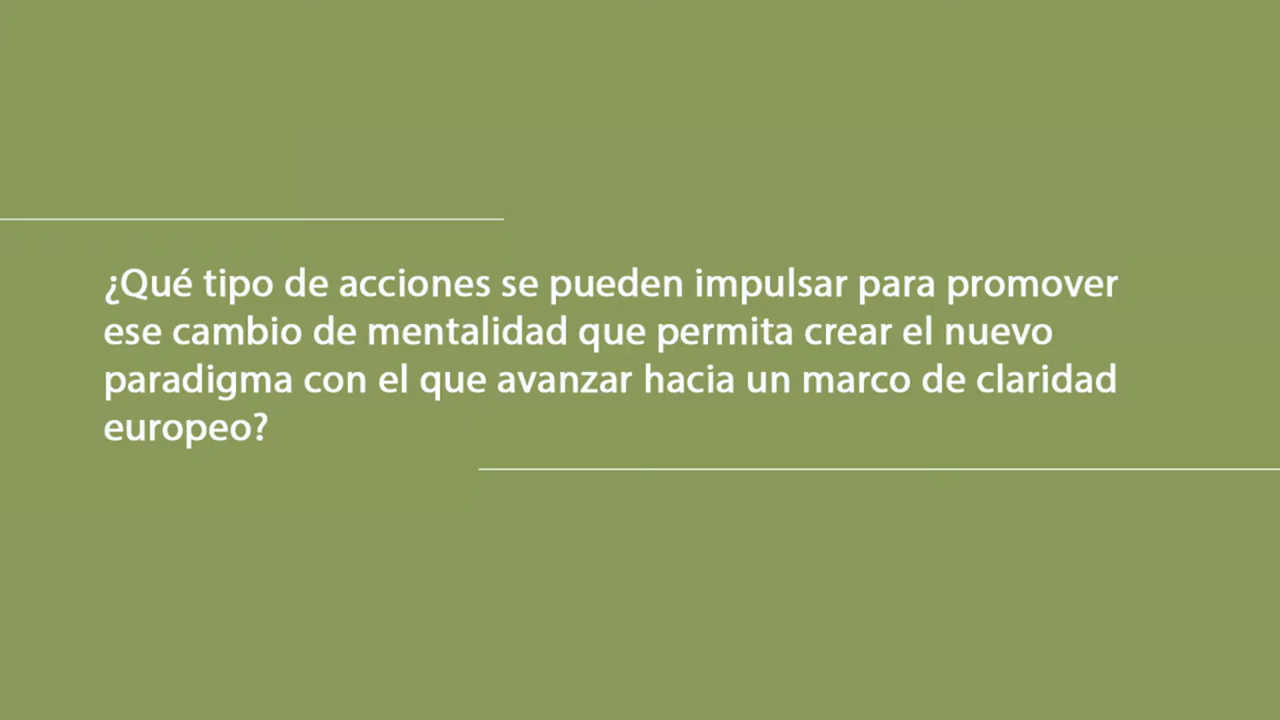 ¿Qué tipo de acciones se pueden impulsar para promover
ese cambio de mentalidad que permita crear el nuevo
paradigma con el que avanzar hacia un marco de claridad
europeo?